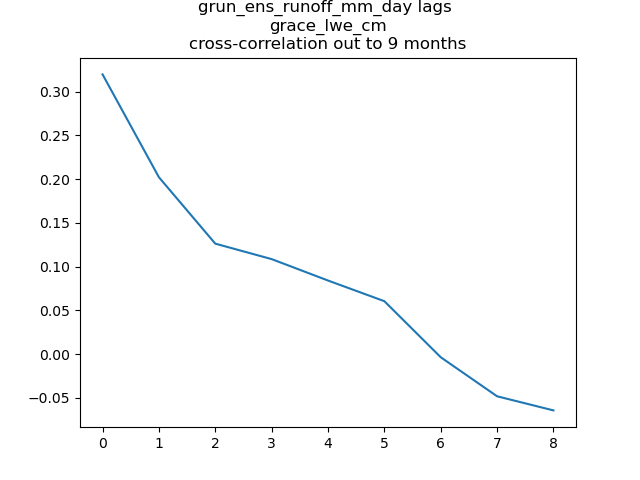 grun_ens_runoff_mm_day lags
grace_lwe_cm
cross-correlation out to 9 months
0.30
0.25
0.20
0.15
0.10
0.05
0.00
−0.05
0 1 2 3 4 5 6 7 8